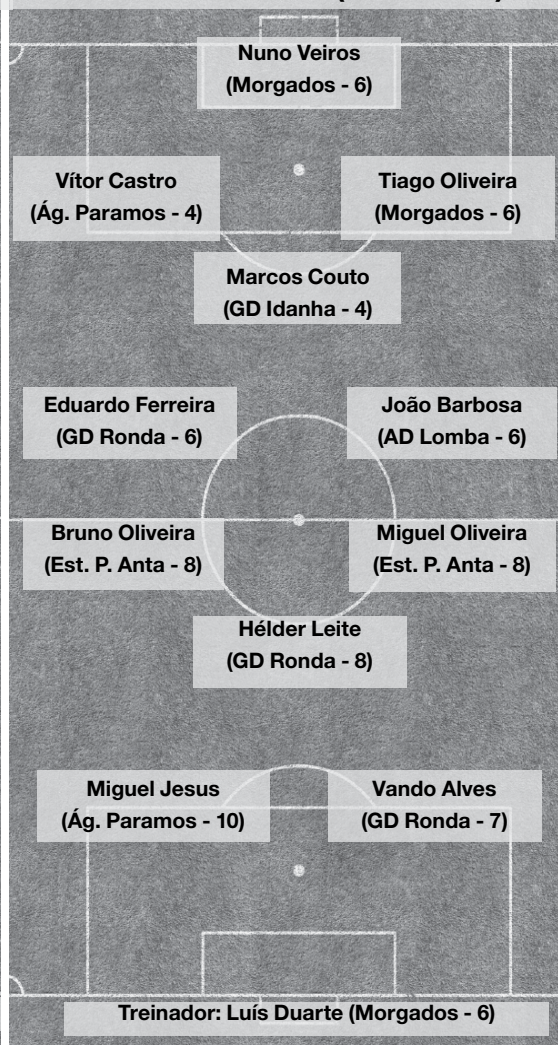 Nuno Veiros
(Morgados - 6)
Vítor Castro
(Ág. Paramos - 4)
Tiago Oliveira
(Morgados - 6)
Marcos Couto
(GD Idanha - 4)
Eduardo Ferreira
(GD Ronda - 6)
João Barbosa
(AD Lomba - 6)
Bruno Oliveira
(Est. P. Anta - 8)
Miguel Oliveira
(Est. P. Anta - 8)
Hélder Leite
(GD Ronda - 8)
Miguel Jesus
(Ág. Paramos - 10)
Vando Alves
(GD Ronda - 7)
Treinador: Luís Duarte (Morgados - 6)